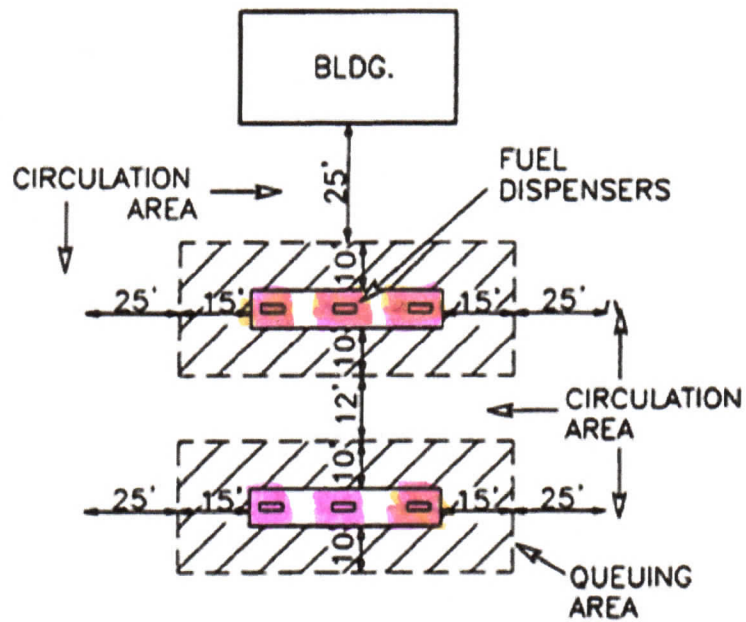 BLDG.
25'
CIRCULATION
AREA
FUEL
DISPENSERS
10'
25'
15'
15'
25'
10'
12'
CIRCULATION
AREA
10'
25'
15'
15'
25'
10'
QUEUING
AREA